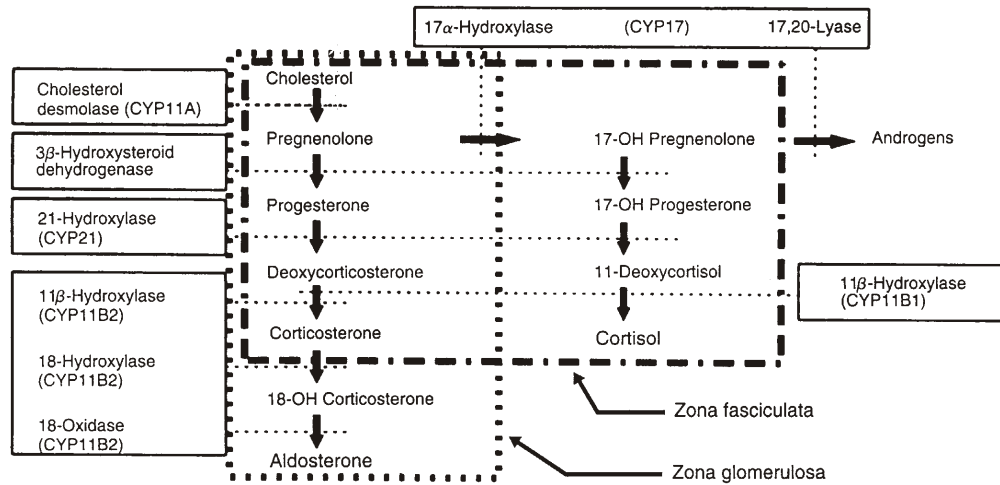 17α-Hydroxylase (CYP17) 17,20-Lyase
Cholesterol
desmolase (CYP11A)
3β-Hydroxysteroid
dehydrogenase
21-Hydroxylase
(CYP21)
11β-Hydroxylase
(CYP11B2)
18-Hydroxylase
(CYP11B2)
18-Oxidase
(CYP11B2)
Cholesterol
Pregnenolone
Progesterone
Deoxycorticosterone
Corticosterone
18-OH Corticosterone
Aldosterone
17-OH Pregnenolone
17-OH Progesterone
11-Deoxycortisol
Cortisol
Androgens
11β-Hydroxylase
(CYP11B1)
Zona fasciculata
Zona glomerulosa